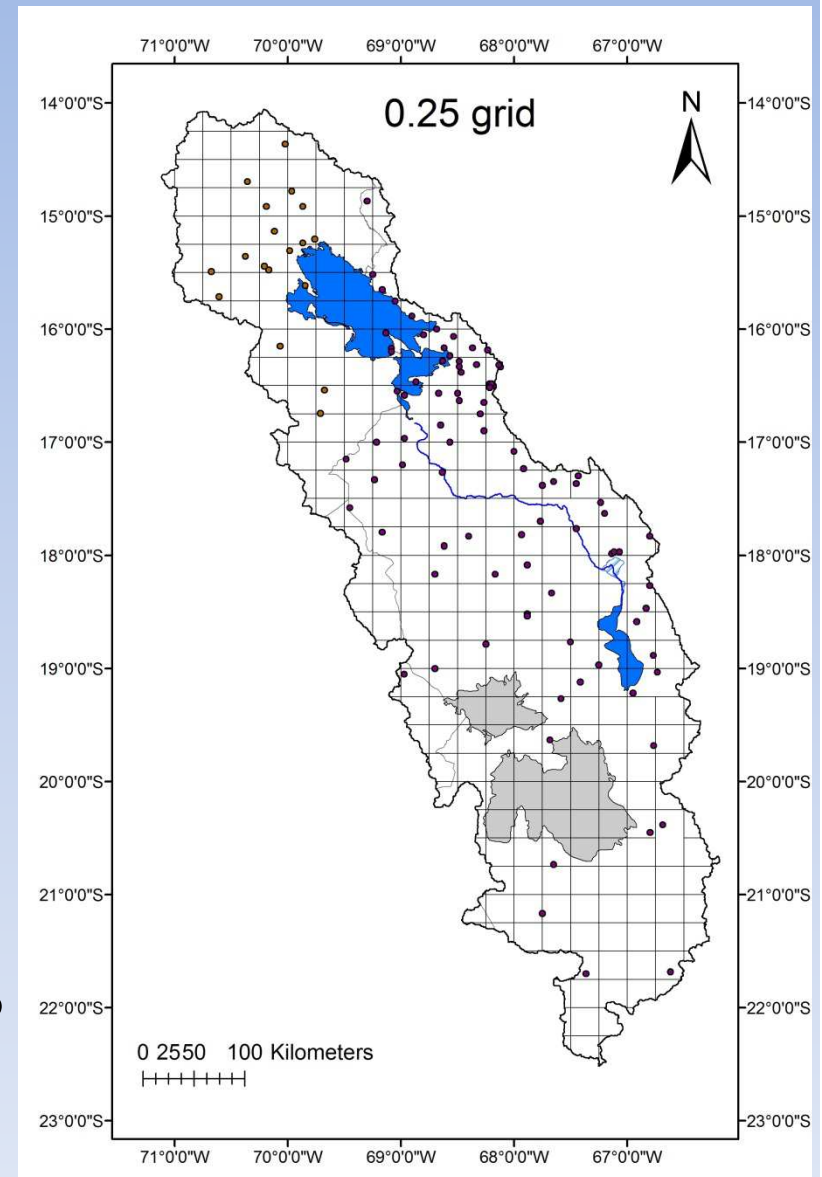 71°0'0"W 70°0'0"W 69°0'0"W 68°0'0"W 67°0'0"W
0.25 grid
N
14°0'0"S 14°0'0"S
15°0'0"S 15°0'0"S
16°0'0"S 16°0'0"S
17°0'0"S 17°0'0"S
18°0'0"S 18°0'0"S
19°0'0"S 19°0'0"S
20°0'0"S 20°0'0"S
21°0'0"S 21°0'0"S
22°0'0"S 22°0'0"S
0 2550 100 Kilometers
23°0'0"S 23°0'0"S
71°0'0"W 70°0'0"W 69°0'0"W 68°0'0"W 67°0'0"W